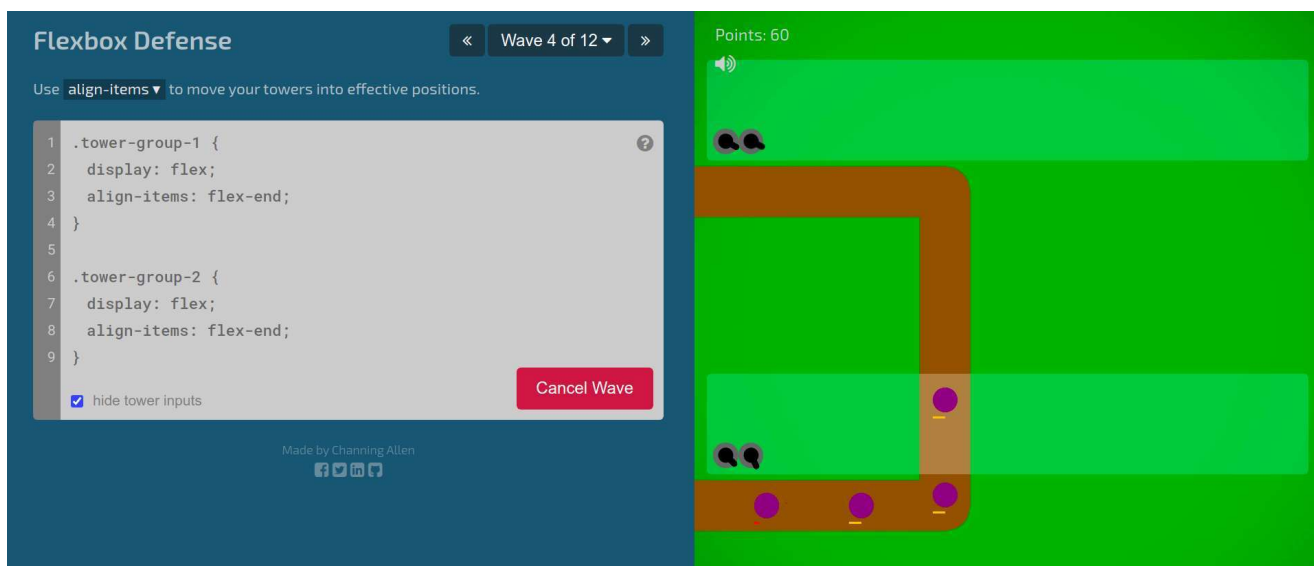 Flexbox Defense
« Wave 4 of 12 ▾ »
Use align-items ▾ to move your towers into effective positions.
1 .tower-group-1 {
2 display: flex;
3 align-items: flex-end;
4 }
5
6 .tower-group-2 {
7 display: flex;
8 align-items: flex-end;
9 }
hide tower inputs
Cancel Wave
Made by Channing Allen
Points: 60